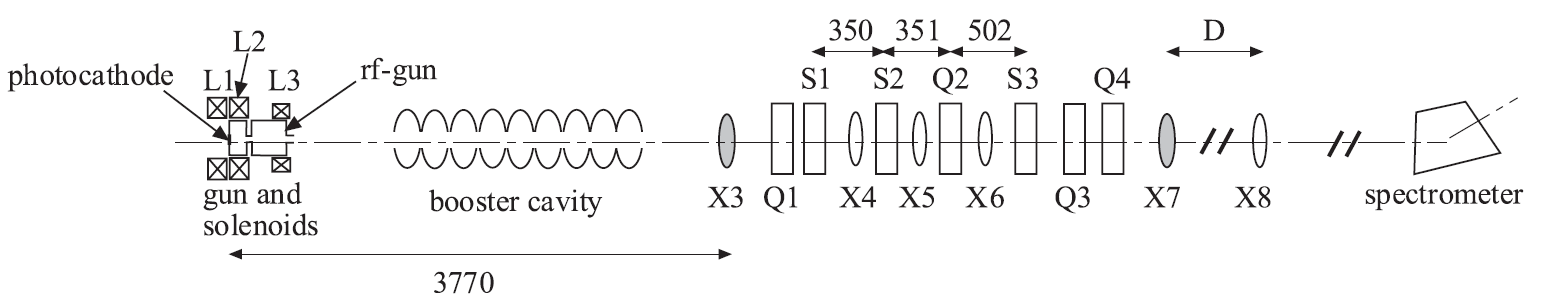 350 351 502 D
L2
photocathode L1 L3 rf-gun S1 S2 Q2 S3 Q4
gun and
solenoids
booster cavity X3 Q1 X4 X5 X6 Q3 X7 X8 spectrometer
3770